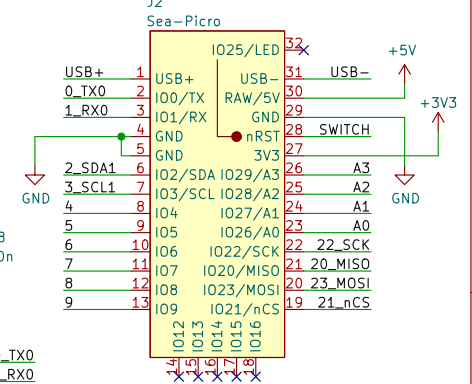 J2
Sea-Picro
IO25/LED 32
USB+ 1 USB+ USB- 31 USB-
+5V
0_TX0 2 IO0/TX RAW/5V 30
1_RX0 3 IO1/RX GND 29
+3V3
4 GND nRST 28 SWITCH
5 GND 3V3 27
2_SDA1 6 IO2/SDA IO29/A3 26 A3
3_SCL1 7 IO3/SCL IO28/A2 25 A2
GND GND
4 8 IO4 IO27/A1 24 A1
5 9 IO5 IO26/A0 23 A0
6 10 IO6 IO22/SCK 22 22_SCK
7 11 IO7 IO20/MISO 21 20_MISO
8 12 IO8 IO23/MOSI 20 23_MOSI
9 13 IO9 IO21/nCS 19 21_nCS
IO12 IO13 IO14 IO15 IO16
14 15 16 17 18
_TX0
_RX0